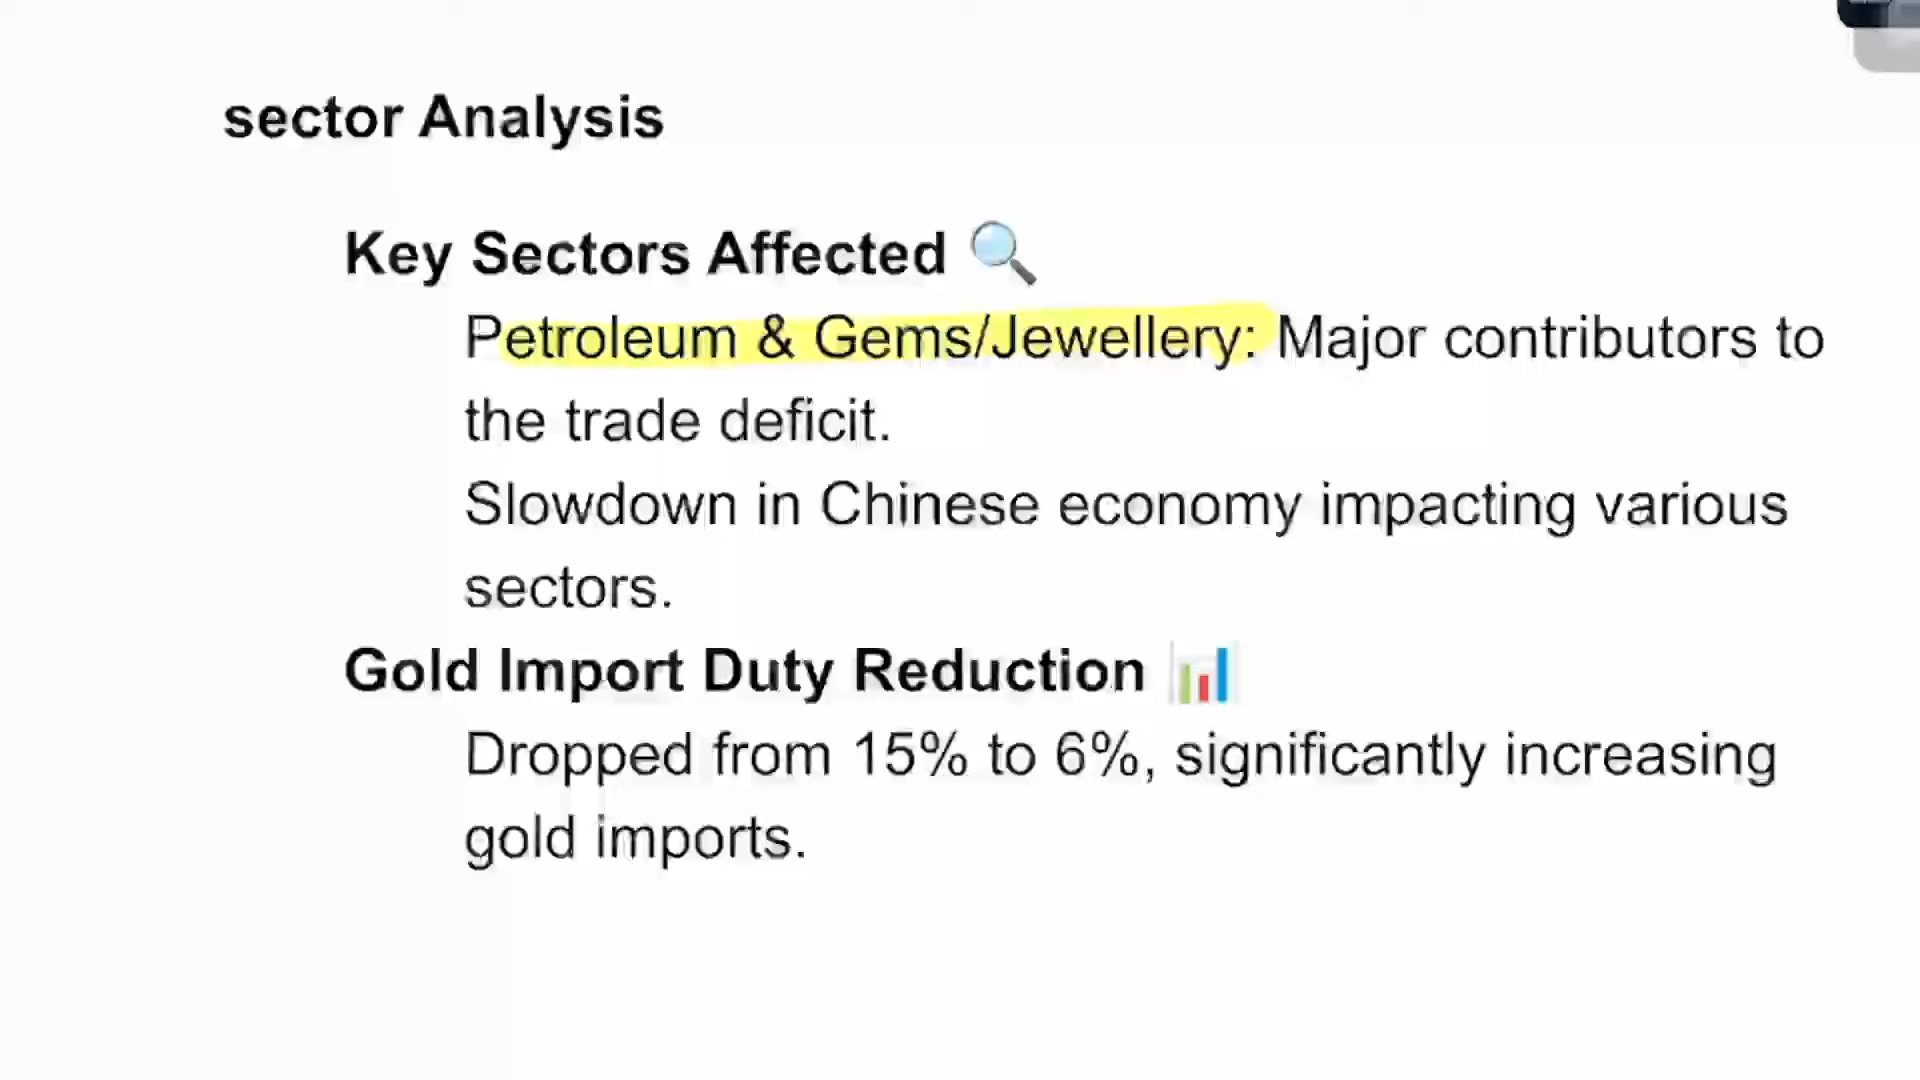 sector Analysis
Key Sectors Affected 🔍
Petroleum & Gems/Jewellery: Major contributors to
the trade deficit.
Slowdown in Chinese economy impacting various
sectors.
Gold Import Duty Reduction 📊
Dropped from 15% to 6%, significantly increasing
gold imports.